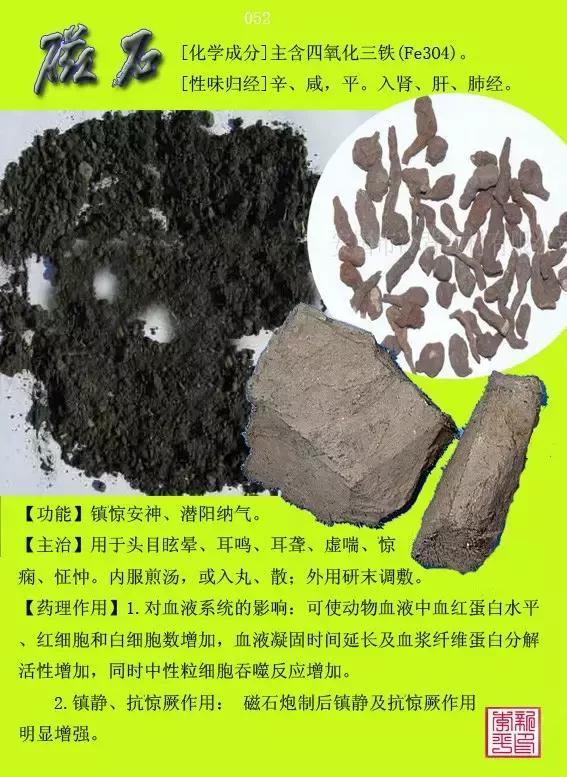 052
磁石
[化学成分]主含四氧化三铁(Fe3O4)。
[性味归经]辛、咸，平。入肾、肝、肺经。
【功能】镇惊安神、潜阳纳气。
【主治】用于头目眩晕、耳鸣、耳聋、虚喘、惊
痫、怔忡。内服煎汤，或入丸、散；外用研末调敷。
【药理作用】1.对血液系统的影响：可使动物血液中血红蛋白水平
、红细胞和白细胞数增加，血液凝固时间延长及血浆纤维蛋白分解
活性增加，同时中性粒细胞吞噬反应增加。
2.镇静、抗惊厥作用： 磁石炮制后镇静及抗惊厥作用
明显增强。